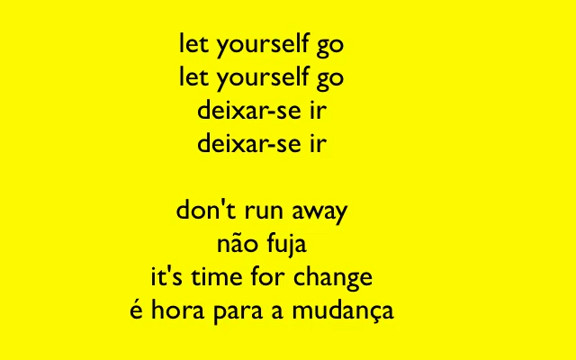 let yourself go
let yourself go
deixar-se ir
deixar-se ir
don't run away
não fuja
it's time for change
é hora para a mudança